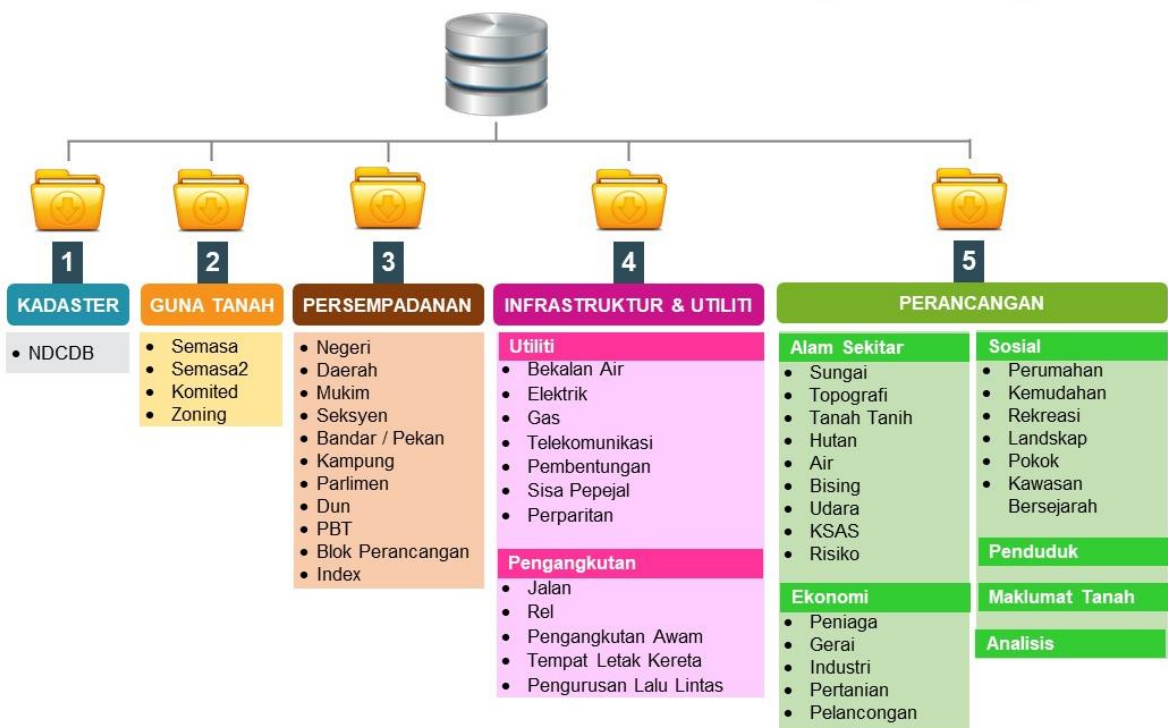 1
KADASTER
• NDCDB
2
GUNA TANAH
• Semasa
• Semasa2
• Komited
• Zoning
3
PERSEMPADANAN
• Negeri
• Daerah
• Mukim
• Seksyen
• Bandar / Pekan
• Kampung
• Parlimen
• Dun
• PBT
• Blok Perancangan
• Index
4
INFRASTRUKTUR & UTILITI
Utiliti
• Bekalan Air
• Elektrik
• Gas
• Telekomunikasi
• Pembentungan
• Sisa Pepejal
• Perparitan
Pengangkutan
• Jalan
• Rel
• Pengangkutan Awam
• Tempat Letak Kereta
• Pengurusan Lalu Lintas
5
PERANCANGAN
Alam Sekitar
• Sungai
• Topografi
• Tanah Tanih
• Hutan
• Air
• Bising
• Udara
• KSAS
• Risiko
Ekonomi
• Peniaga
• Gerai
• Industri
• Pertanian
• Pelancongan
Sosial
• Perumahan
• Kemudahan
• Rekreasi
• Landskap
• Pokok
• Kawasan
Bersejarah
Penduduk
Maklumat Tanah
Analisis